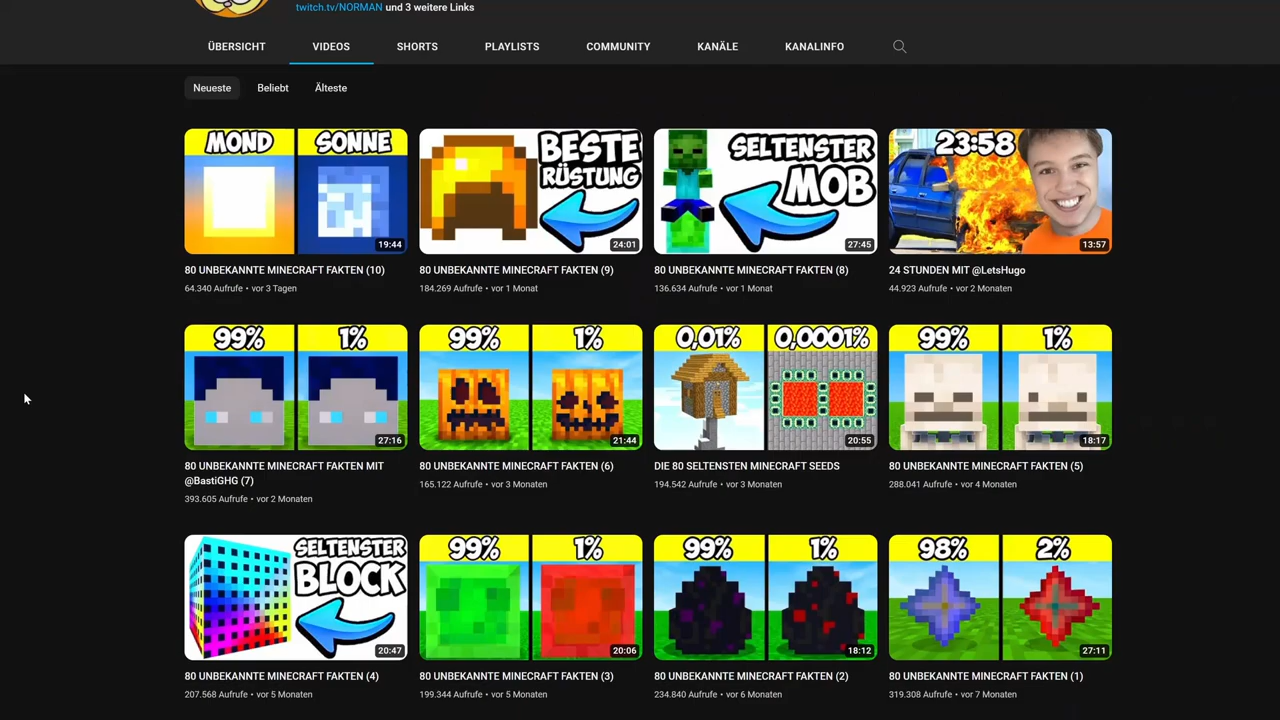 twitch.tv/NORMAN und 3 weitere Links
ÜBERSICHT VIDEOS SHORTS PLAYLISTS COMMUNITY KANÄLE KANALINFO
Neueste Beliebt Älteste
MOND SONNE
19:44
BESTE
RÜSTUNG
24:01
SELTENSTER
MOB
27:45
23:58
13:57
80 UNBEKANNTE MINECRAFT FAKTEN (10)
64.340 Aufrufe • vor 3 Tagen
80 UNBEKANNTE MINECRAFT FAKTEN (9)
184.269 Aufrufe • vor 1 Monat
80 UNBEKANNTE MINECRAFT FAKTEN (8)
136.634 Aufrufe • vor 1 Monat
24 STUNDEN MIT @LetsHugo
44.923 Aufrufe • vor 2 Monaten
99% 1%
27:16
99% 1%
21:44
0,01% 0,0001%
20:55
99% 1%
18:17
80 UNBEKANNTE MINECRAFT FAKTEN MIT
@BastiGHG (7)
393.605 Aufrufe • vor 2 Monaten
80 UNBEKANNTE MINECRAFT FAKTEN (6)
165.122 Aufrufe • vor 3 Monaten
DIE 80 SELTENSTEN MINECRAFT SEEDS
194.542 Aufrufe • vor 3 Monaten
80 UNBEKANNTE MINECRAFT FAKTEN (5)
288.041 Aufrufe • vor 4 Monaten
SELTENSTER
BLOCK
20:47
99% 1%
20:06
99% 1%
18:12
98% 2%
27:11
80 UNBEKANNTE MINECRAFT FAKTEN (4)
207.568 Aufrufe • vor 5 Monaten
80 UNBEKANNTE MINECRAFT FAKTEN (3)
199.344 Aufrufe • vor 5 Monaten
80 UNBEKANNTE MINECRAFT FAKTEN (2)
234.840 Aufrufe • vor 6 Monaten
80 UNBEKANNTE MINECRAFT FAKTEN (1)
319.308 Aufrufe • vor 7 Monaten